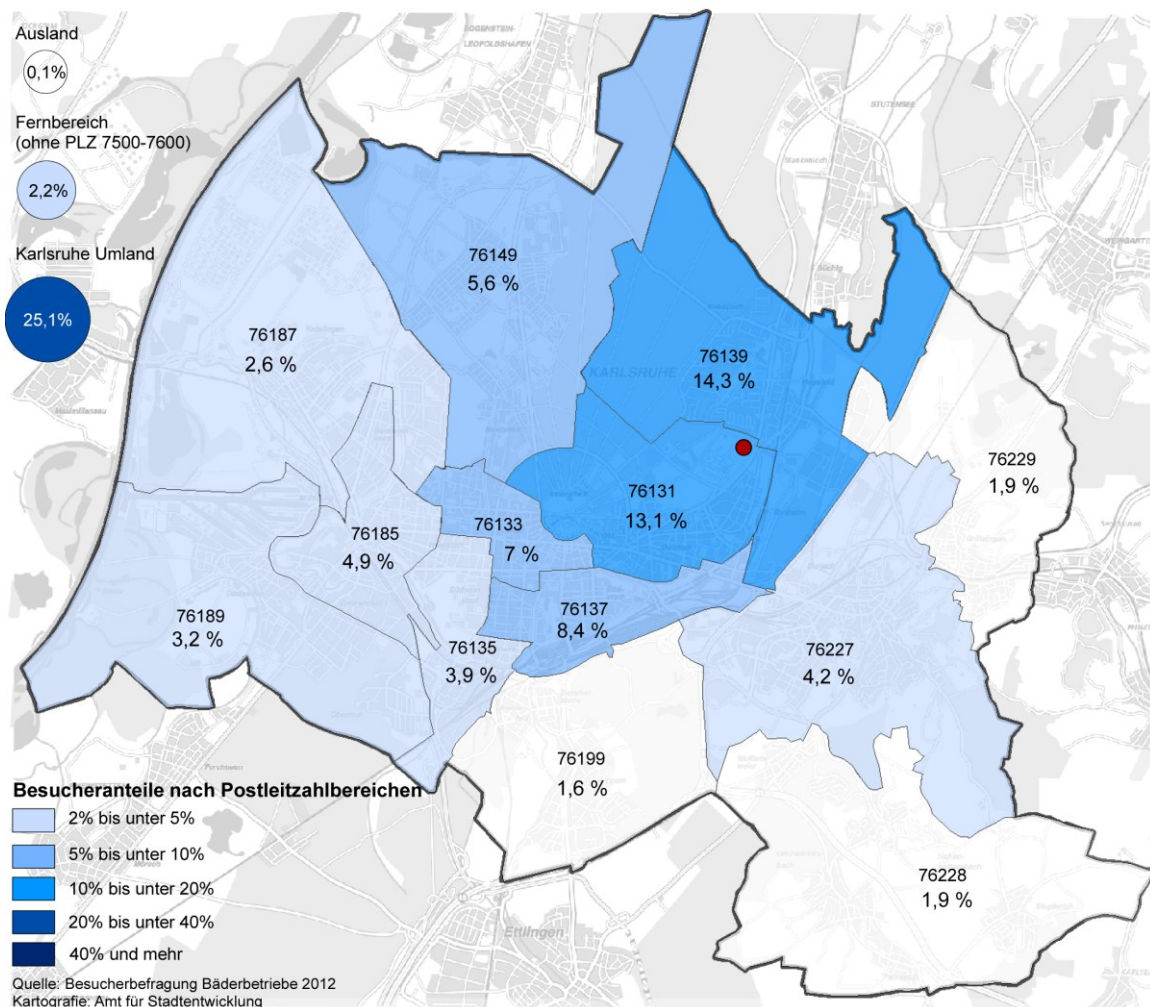 Ausland
0,1%
Fernbereich
(ohne PLZ 7500-7600)
2,2%
Karlsruhe Umland
25,1%
LEOPOLDSHAFEN
STUTENSEE
WEINGARTEN
76149
5,6 %
76187
2,6 %
KARLSRUHE
76139
14,3 %
76229
1,9 %
76131
13,1 %
76133
7 %
76185
4,9 %
76189
3,2 %
76137
8,4 %
76135
3,9 %
76227
4,2 %
76199
1,6 %
76228
1,9 %
Ettlingen
Besucheranteile nach Postleitzahlbereichen
2% bis unter 5%
5% bis unter 10%
10% bis unter 20%
20% bis unter 40%
40% und mehr
Quelle: Besucherbefragung Bäderbetriebe 2012
Kartografie: Amt für Stadtentwicklung